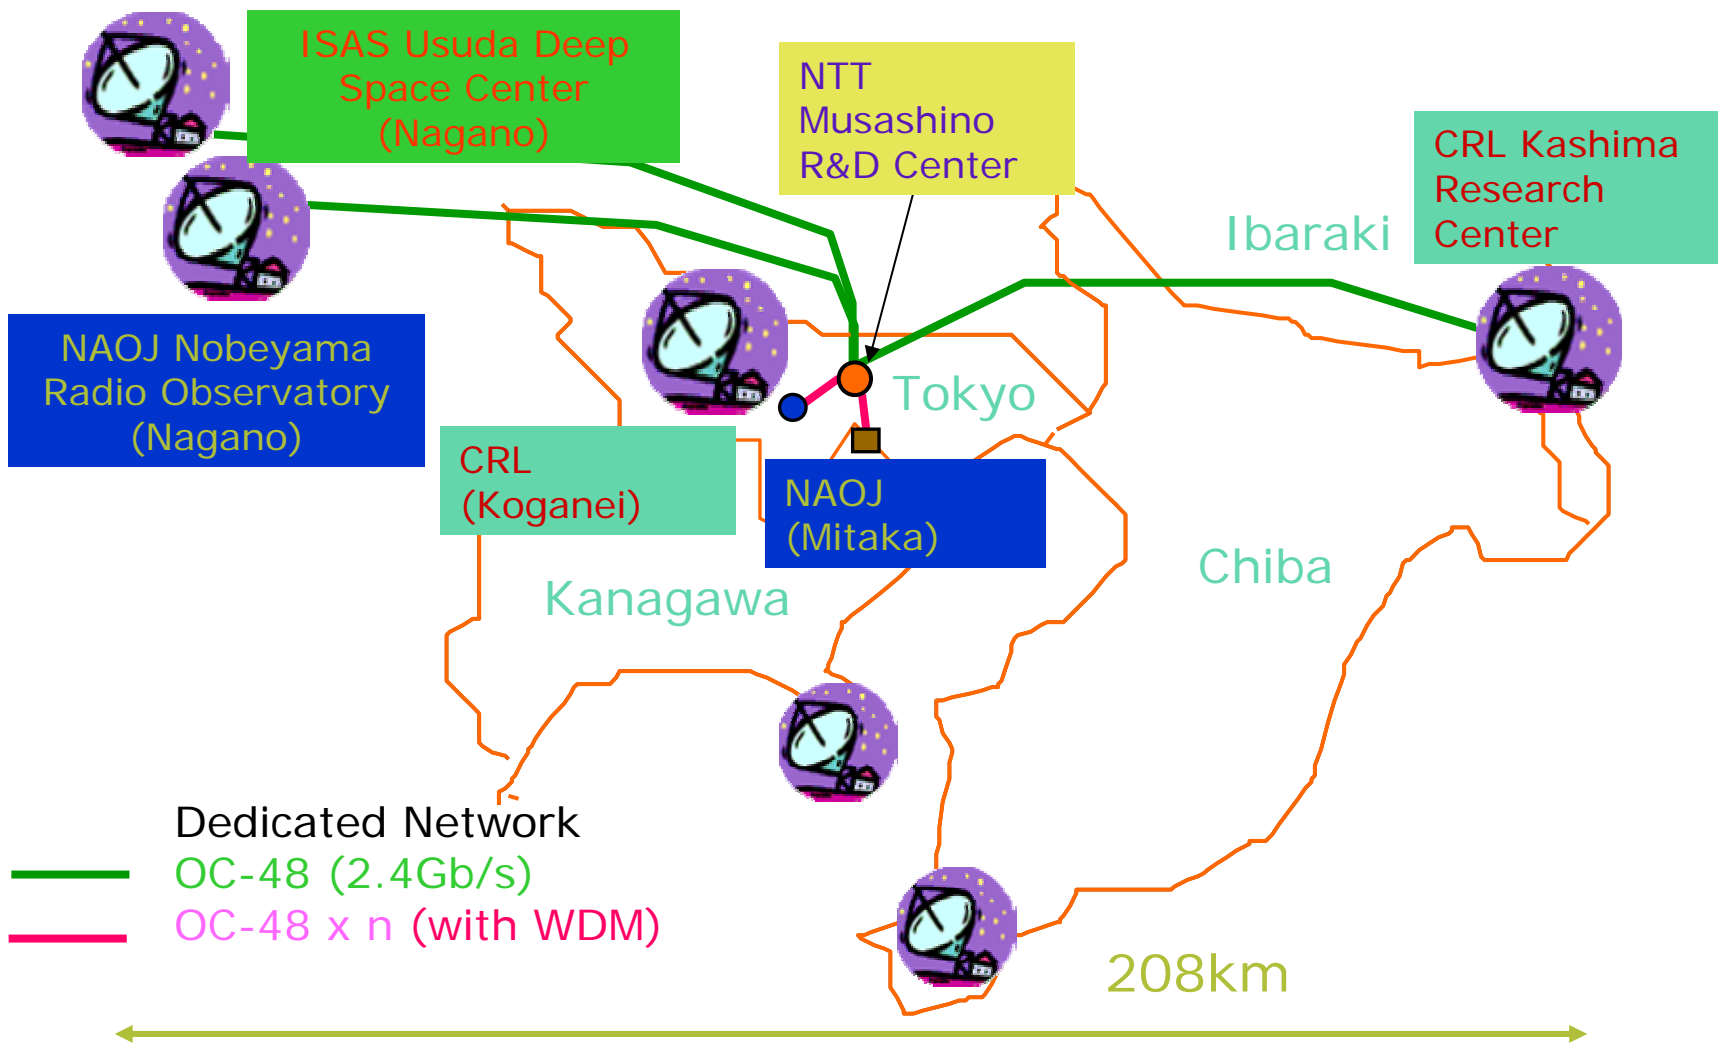 ISAS Usuda Deep
Space Center
(Nagano)
NTT
Musashino
R&D Center
CRL Kashima
Research
Center
Ibaraki
NAOJ Nobeyama
Radio Observatory
(Nagano)
Tokyo
CRL
(Koganei)
NAOJ
(Mitaka)
Chiba
Kanagawa
Dedicated Network
OC-48 (2.4Gb/s)
OC-48 x n (with WDM)
208km